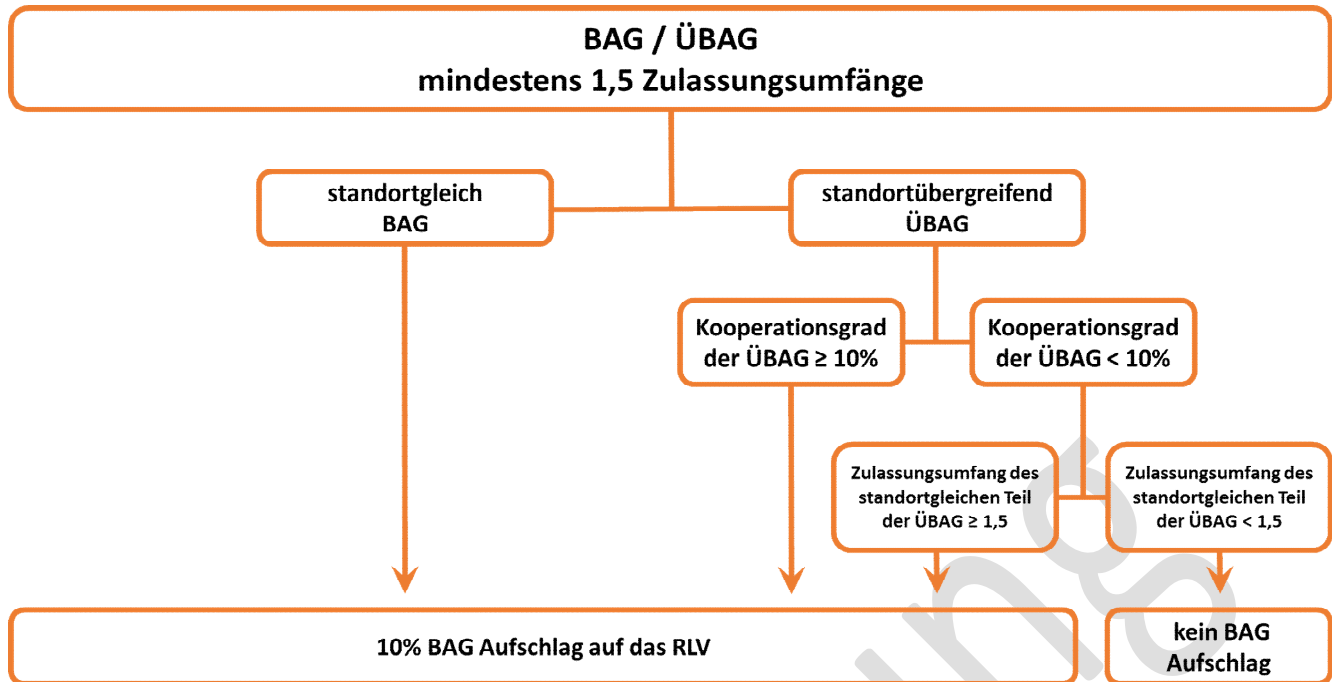 BAG / ÜBAG
mindestens 1,5 Zulassungsumfänge
standortgleich
BAG
standortübergreifend
ÜBAG
Kooperationsgrad
der ÜBAG ≥ 10%
Kooperationsgrad
der ÜBAG < 10%
Zulassungsumfang des
standortgleichen Teil
der ÜBAG ≥ 1,5
Zulassungsumfang des
standortgleichen Teil
der ÜBAG < 1,5
10% BAG Aufschlag auf das RLV
kein BAG
Aufschlag